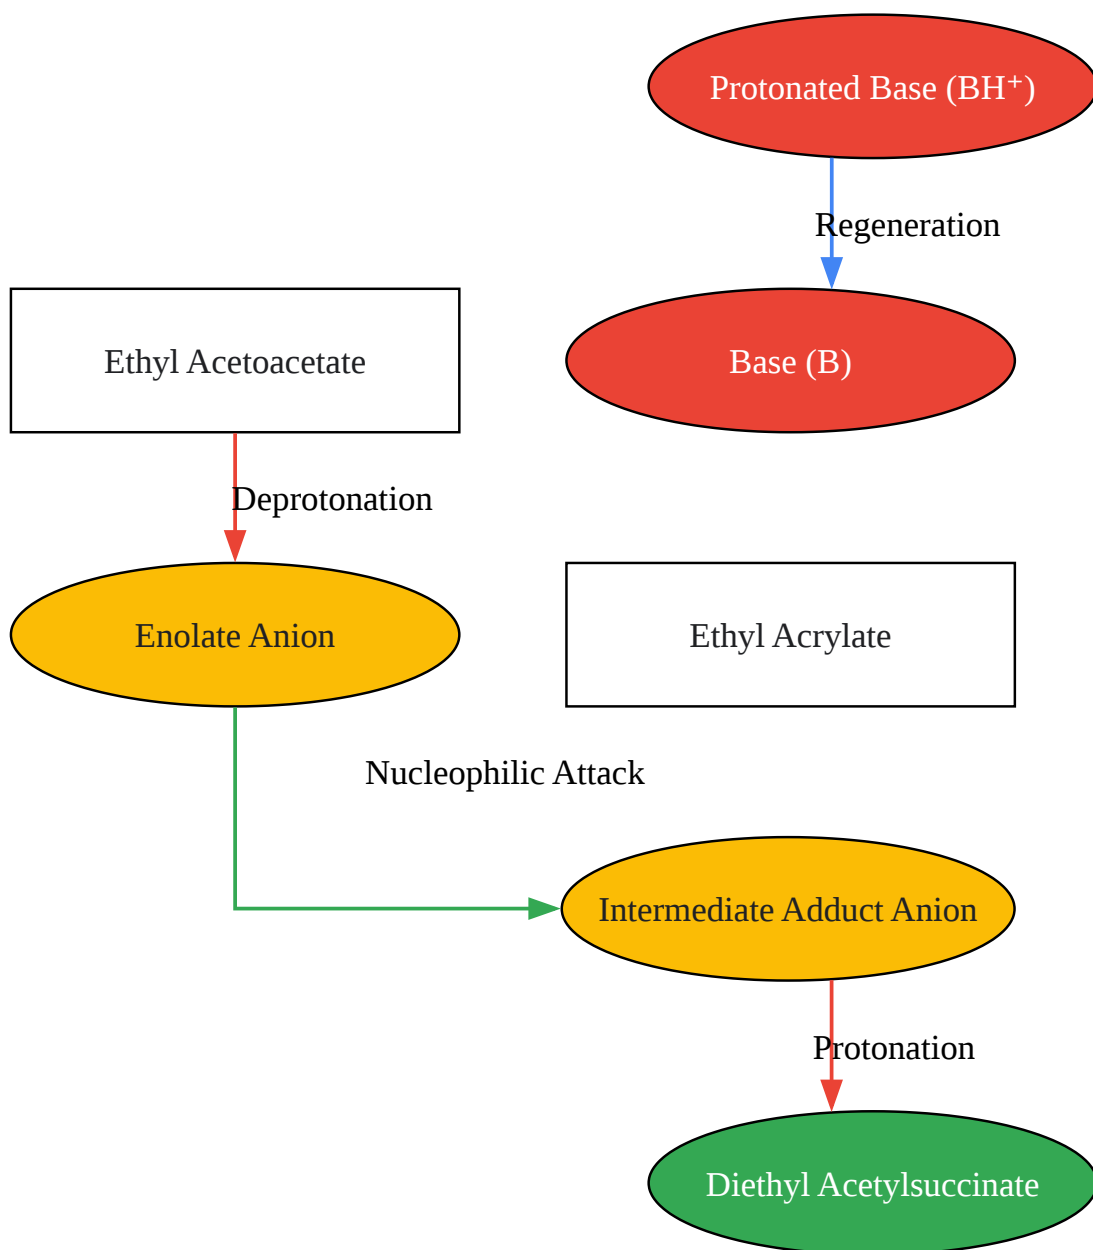 Protonated Base (BH⁺)
Regeneration
Ethyl Acetoacetate
Base (B)
Deprotonation
Enolate Anion
Ethyl Acrylate
Nucleophilic Attack
Intermediate Adduct Anion
Protonation
Diethyl Acetylsuccinate